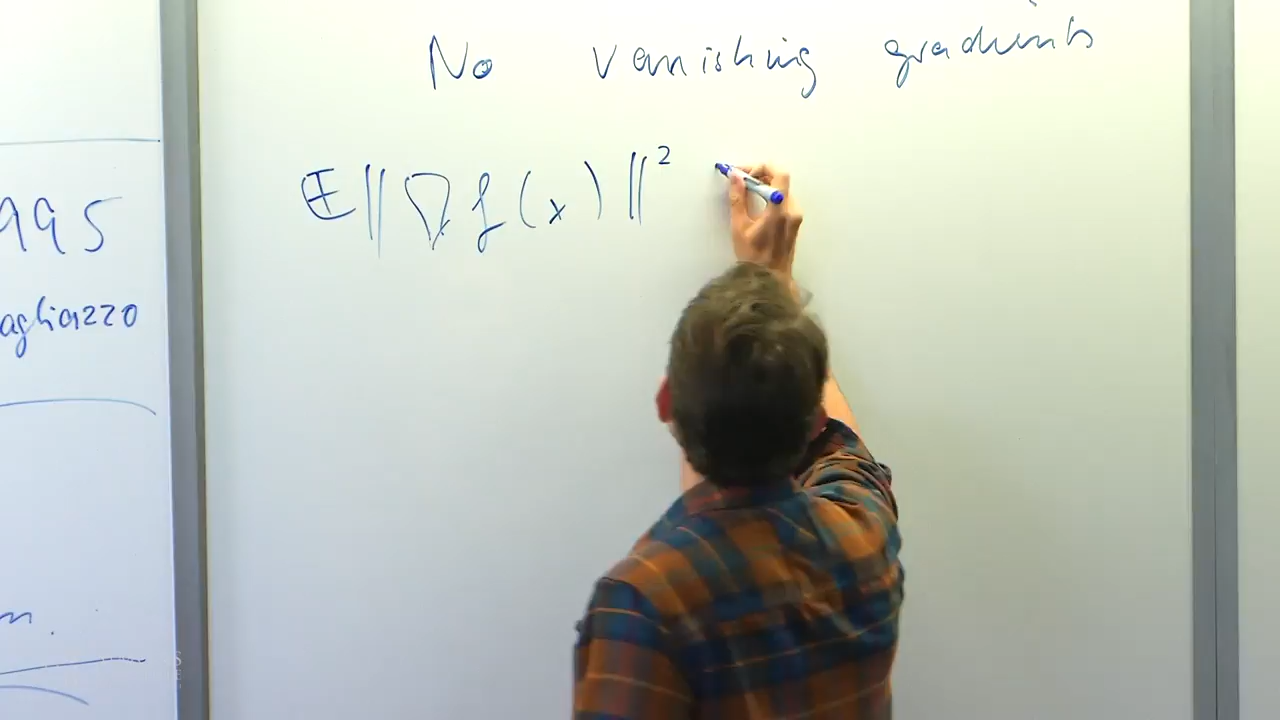 No vanishing gradients
𝔼‖∇f(x)‖²
995
agliazzo
m.